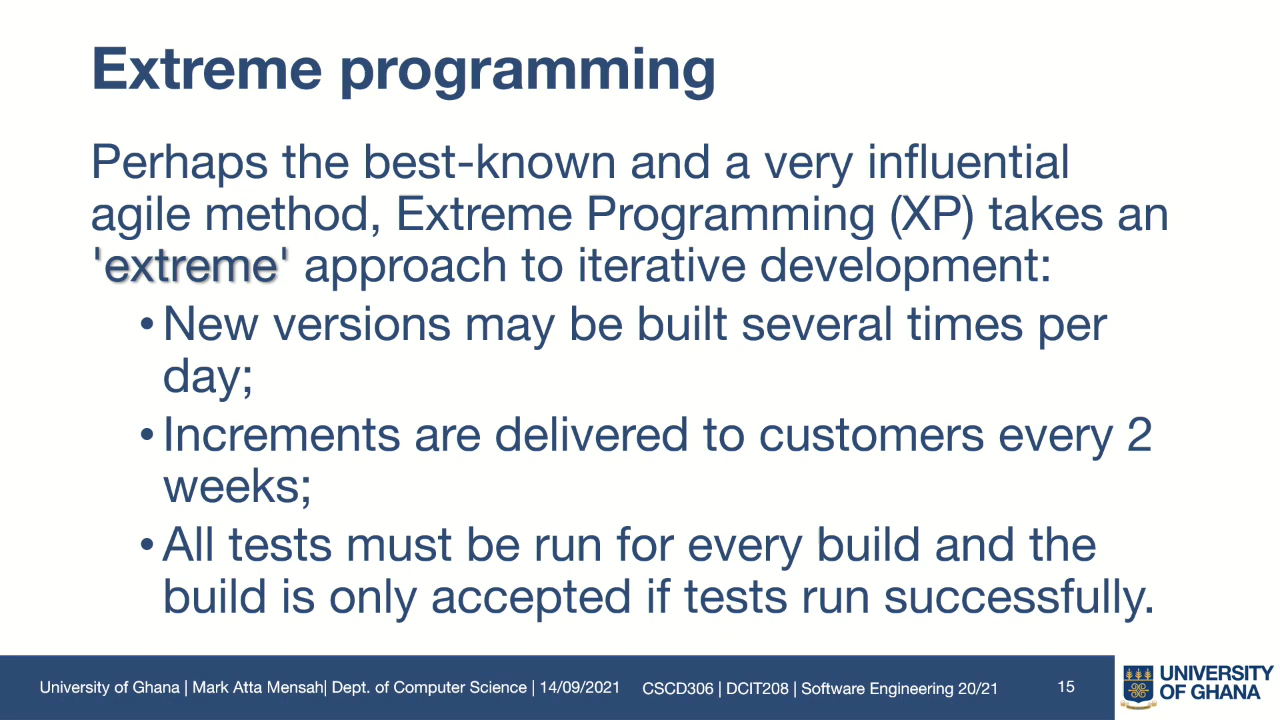 Extreme programming
Perhaps the best-known and a very influential
agile method, Extreme Programming (XP) takes an
'extreme' approach to iterative development:
•New versions may be built several times per
day;
•Increments are delivered to customers every 2
weeks;
•All tests must be run for every build and the
build is only accepted if tests run successfully.
University of Ghana | Mark Atta Mensah| Dept. of Computer Science | 14/09/2021
CSCD306 | DCIT208 | Software Engineering 20/21
15
UNIVERSITY
OF GHANA